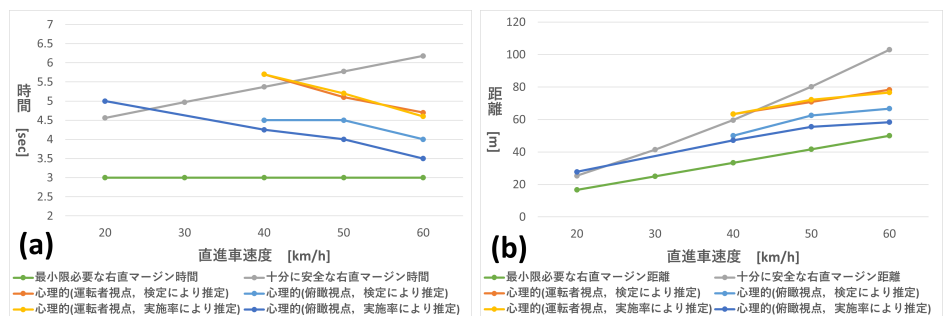 7
6.5
6
5.5
5
4.5
4
3.5
3
2.5
2
時間
[sec]
20 30 40 50 60
(a)
直進車速度 [km/h]
最小限必要な右直マージン時間 十分に安全な右直マージン時間
心理的(運転者視点，検定により推定) 心理的(俯瞰視点，検定により推定)
心理的(運転者視点，実施率により推定) 心理的(俯瞰視点，実施率により推定)
120
100
80
60
40
20
0
距離
[m]
20 30 40 50 60
(b)
直進車速度 [km/h]
最小限必要な右直マージン距離 十分に安全な右直マージン距離
心理的(運転者視点，検定により推定) 心理的(俯瞰視点，検定により推定)
心理的(運転者視点，実施率により推定) 心理的(俯瞰視点，実施率により推定)